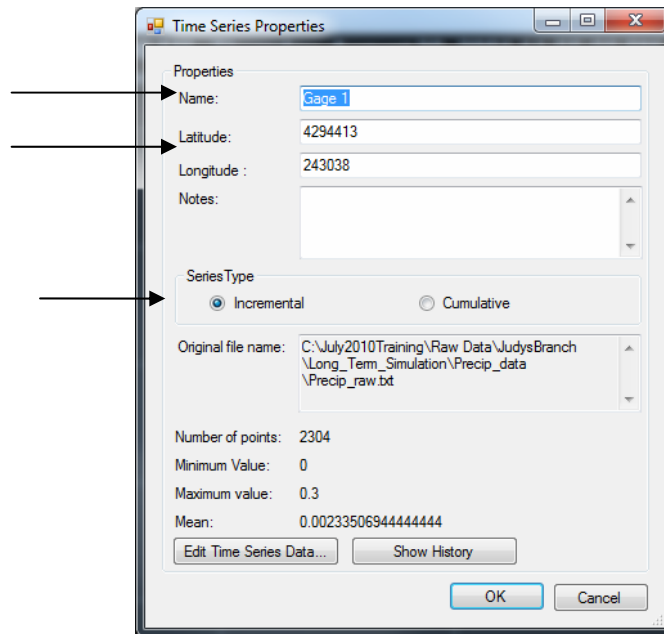 Time Series Properties
Properties
Name: Gage 1
Latitude: 4294413
Longitude : 243038
Notes:
SeriesType
Incremental Cumulative
Original file name: C:\July2010Training\Raw Data\JudysBranch
\Long_Term_Simulation\Precip_data
\Precip_raw.txt
Number of points: 2304
Minimum Value: 0
Maximum value: 0.3
Mean: 0.00233506944444444
Edit Time Series Data... Show History
OK Cancel